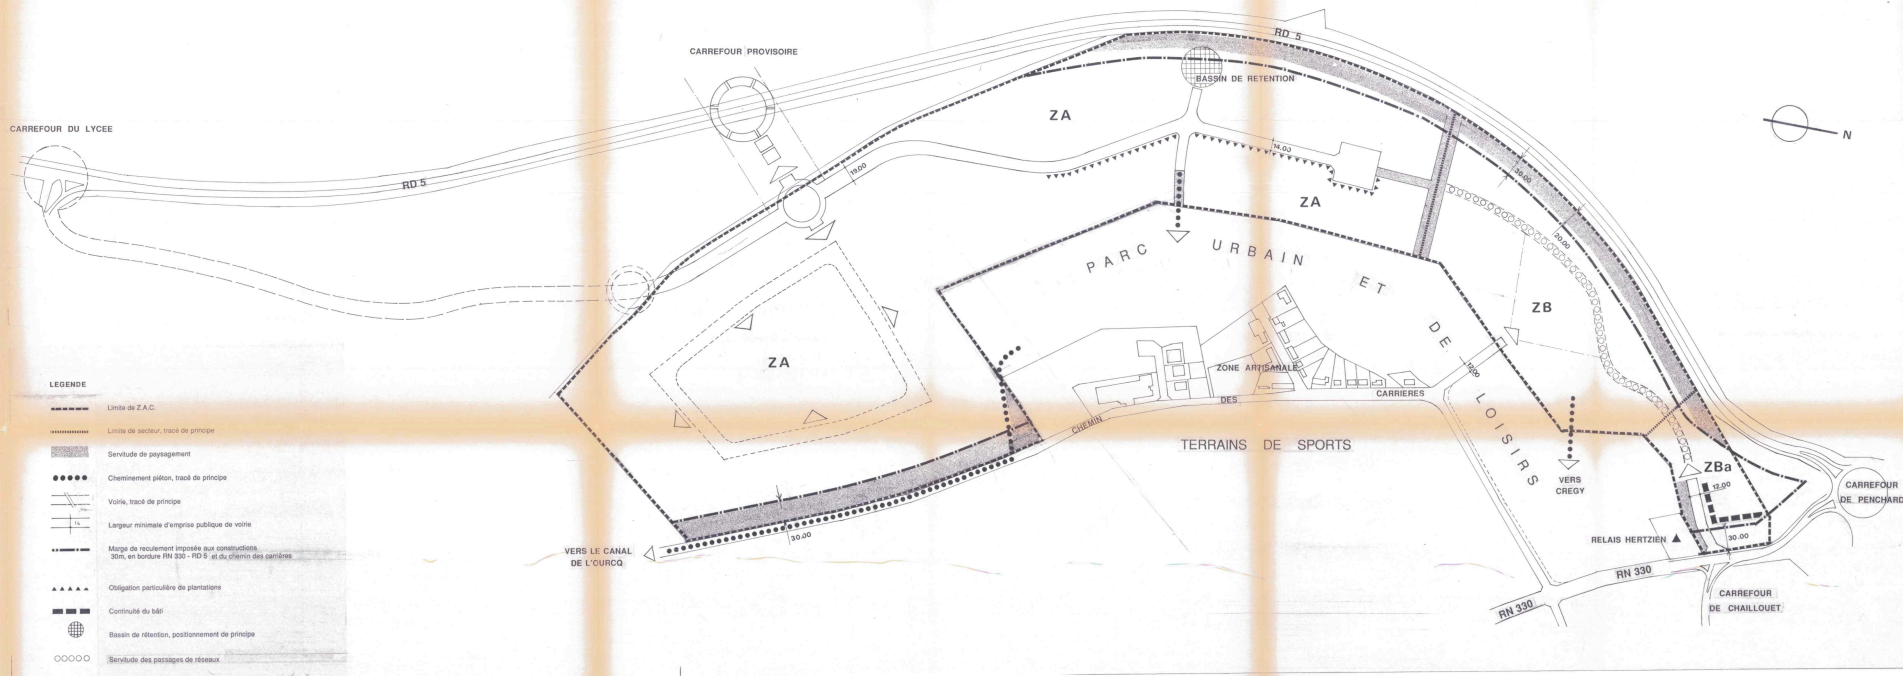 RD 5
CARREFOUR PROVISOIRE
BASSIN DE RETENTION
ZA
CARREFOUR DU LYCEE
N
14.00
RD 5
19.00
30.00
ZA
20.00
PARC URBAIN ET DE LOISIRS
ZB
ZA
ZONE ARTISANALE
12.00
CHEMIN DES CARRIERES
TERRAINS DE SPORTS
VERS
CREGY
ZBa
12.00
CARREFOUR
DE PENCHARD
30.00
RELAIS HERTZIEN
30.00
VERS LE CANAL
DE L'OURCQ
RN 330
RN 330
CARREFOUR
DE CHAILLOUET
LEGENDE
Limite de Z.A.C.
Limite de secteur, tracé de principe
Servitude de paysagement
Cheminement piéton, tracé de principe
Voirie, tracé de principe
14
Largeur minimale d'emprise publique de voirie
Marge de reculement imposée aux constructions
30m, en bordure RN 330 - RD 5 et du chemin des carrières
Obligation particulière de plantations
Continuité du bâti
Bassin de rétention, positionnement de principe
Servitude des passages de réseaux